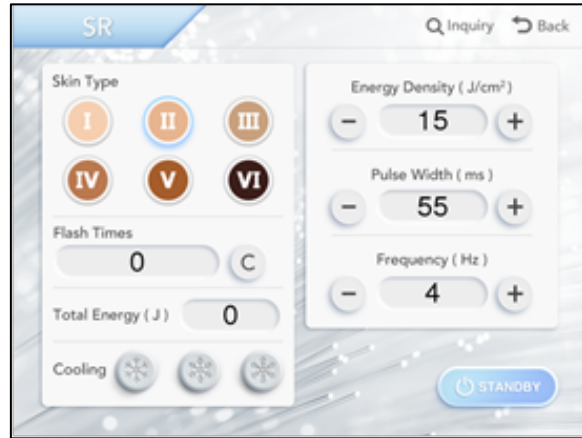 SR
Inquiry
Back
Skin Type
I II III
IV V VI
Flash Times
0 C
Total Energy ( J ) 0
Cooling
Energy Density ( J/cm²)
− 15 +
Pulse Width ( ms )
− 55 +
Frequency ( Hz )
− 4 +
STANDBY